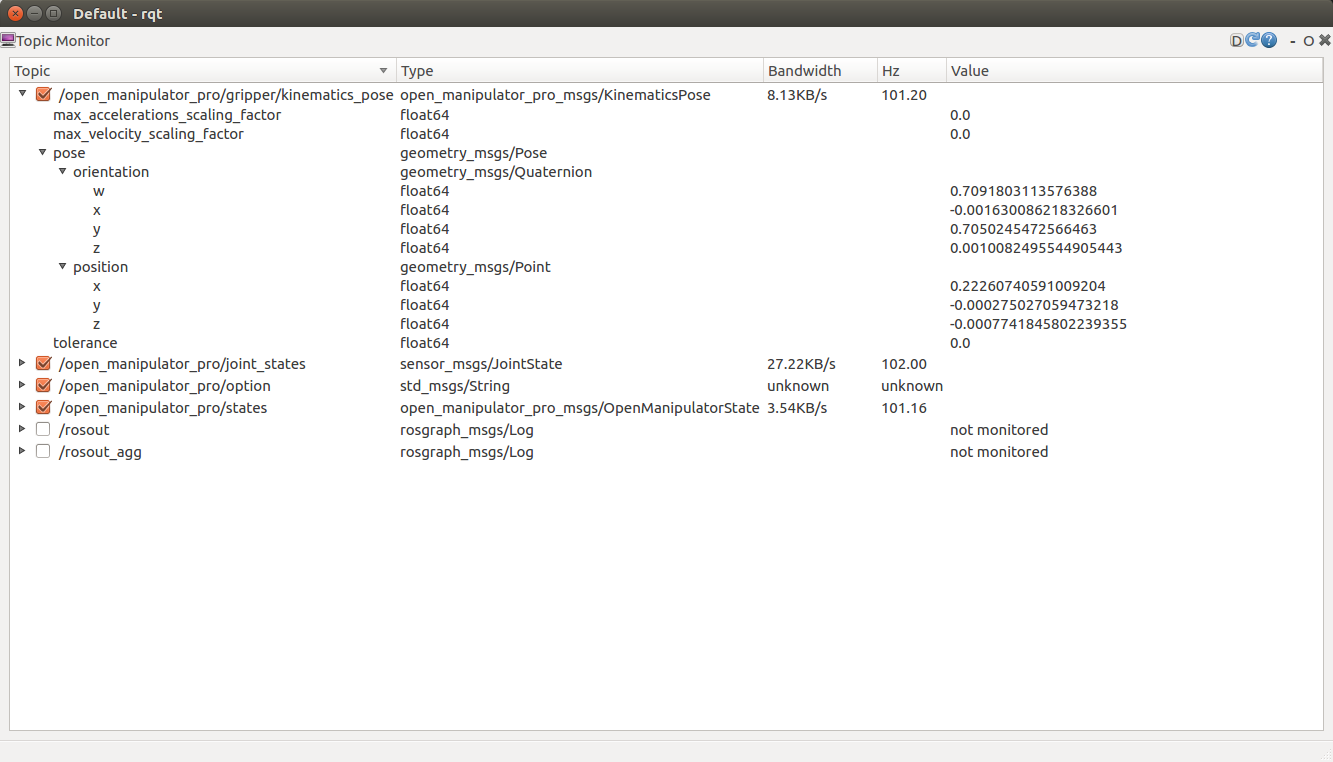 Default - rqt
Topic Monitor D ? - O
Topic Type Bandwidth Hz Value
/open_manipulator_pro/gripper/kinematics_pose open_manipulator_pro_msgs/KinematicsPose 8.13KB/s 101.20
max_accelerations_scaling_factor float64 0.0
max_velocity_scaling_factor float64 0.0
pose geometry_msgs/Pose
orientation geometry_msgs/Quaternion
w float64 0.7091803113576388
x float64 -0.001630086218326601
y float64 0.7050245472566463
z float64 0.0010082495544905443
position geometry_msgs/Point
x float64 0.22260740591009204
y float64 -0.000275027059473218
z float64 -0.0007741845802239355
tolerance float64 0.0
/open_manipulator_pro/joint_states sensor_msgs/JointState 27.22KB/s 102.00
/open_manipulator_pro/option std_msgs/String unknown unknown
/open_manipulator_pro/states open_manipulator_pro_msgs/OpenManipulatorState 3.54KB/s 101.16
/rosout rosgraph_msgs/Log not monitored
/rosout_agg rosgraph_msgs/Log not monitored